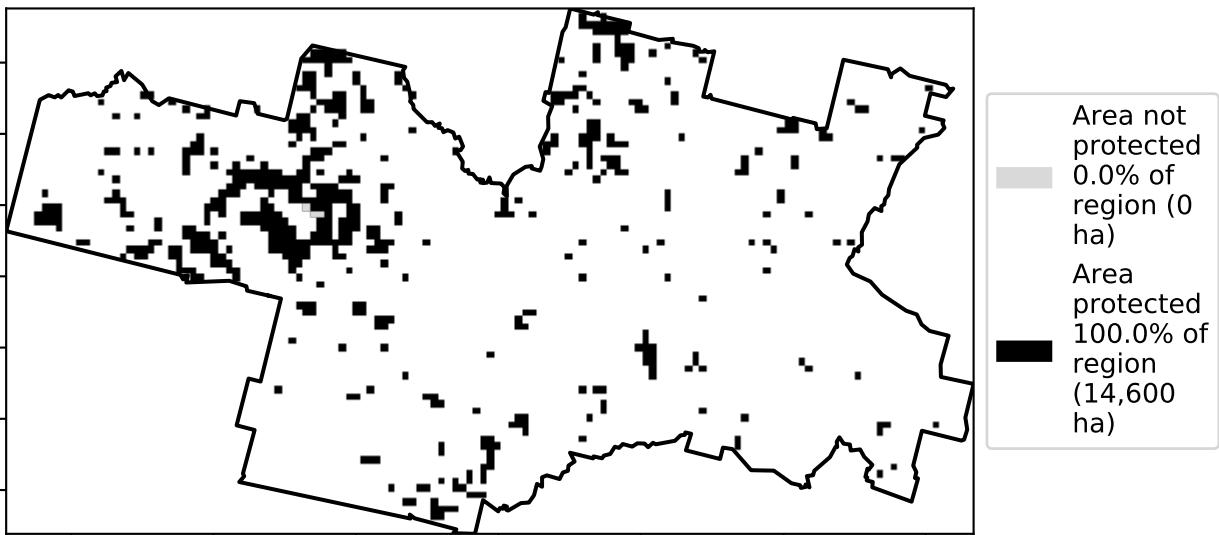 Area not
protected
0.0% of
region (0
ha)
Area
protected
100.0% of
region
(14,600
ha)